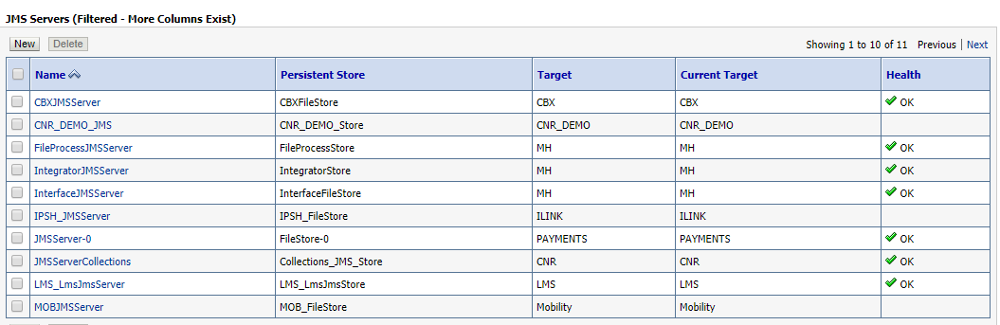 JMS Servers (Filtered - More Columns Exist)
New Delete Showing 1 to 10 of 11 Previous | Next
Name Persistent Store Target Current Target Health
CBXJMSServer CBXFileStore CBX CBX OK
CNR_DEMO_JMS CNR_DEMO_Store CNR_DEMO CNR_DEMO
FileProcessJMSServer FileProcessStore MH MH OK
IntegratorJMSServer IntegratorStore MH MH OK
InterfaceJMSServer InterfaceFileStore MH MH OK
IPSH_JMSServer IPSH_FileStore ILINK ILINK
JMSServer-0 FileStore-0 PAYMENTS PAYMENTS OK
JMSServerCollections Collections_JMS_Store CNR CNR OK
LMS_LmsJmsServer LMS_LmsJmsStore LMS LMS OK
MOBJMSServer MOB_FileStore Mobility Mobility